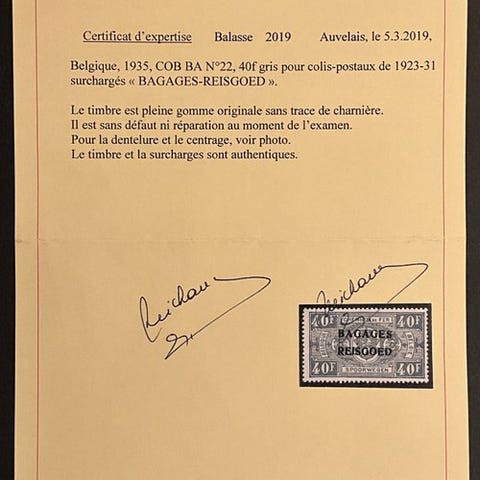 Certificat d'expertise Balasse 2019 Auvelais, le 5.3.2019,
Belgique, 1935, COB BA N°22, 40f gris pour colis-postaux de 1923-31
surchargés « BAGAGES-REISGOED ».
Le timbre est pleine gomme originale sans trace de charnière.
Il est sans défaut ni réparation au moment de l'examen.
Pour la dentelure et le centrage, voir photo.
Le timbre et la surcharges sont authentiques.
40F 40F
BAGAGES
REISGOED
40F SPOORWEGEN 40F